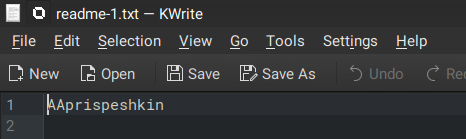 readme-1.txt — KWrite
File Edit Selection View Go Tools Settings Help
New Open Save Save As Undo
1 AAprispeshkin
2